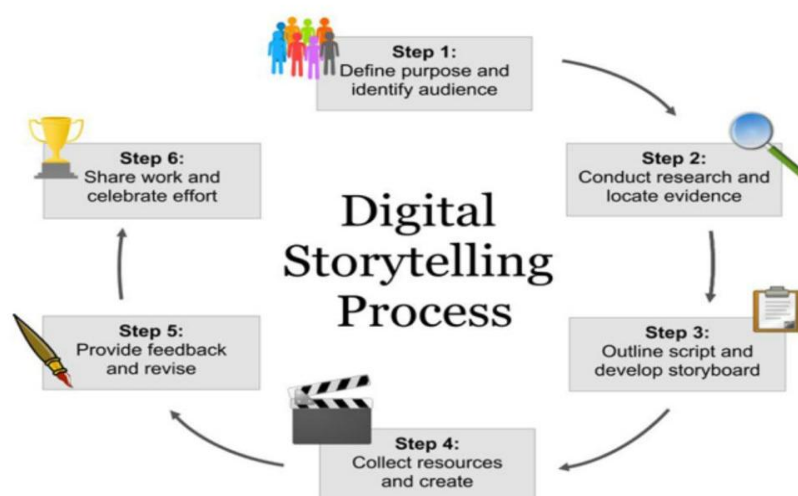 Step 1:
Define purpose and
identify audience
Step 2:
Conduct research and
locate evidence
Step 3:
Outline script and
develop storyboard
Step 4:
Collect resources
and create
Step 5:
Provide feedback
and revise
Step 6:
Share work and
celebrate effort
Digital
Storytelling
Process